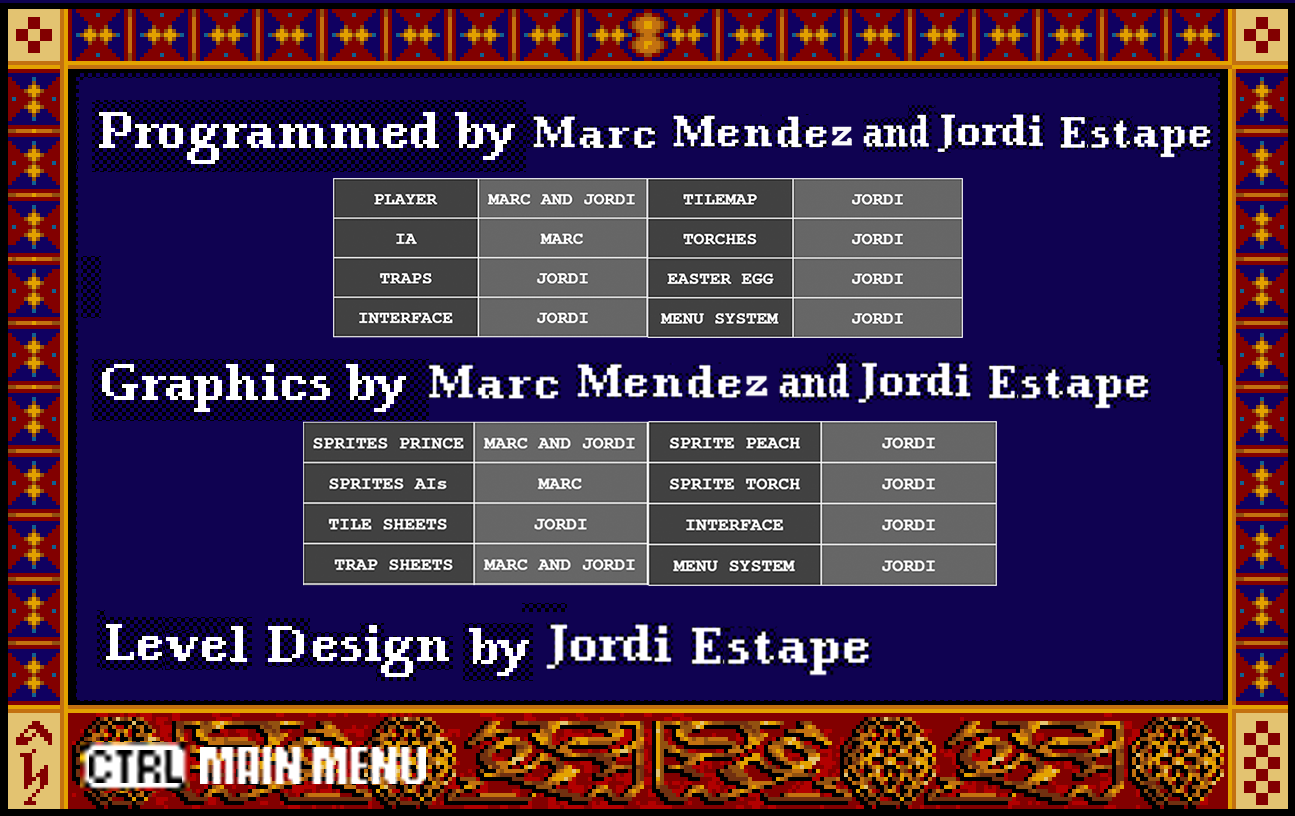 Programmed by Marc Mendez and Jordi Estape
PLAYER MARC AND JORDI TILEMAP JORDI
IA MARC TORCHES JORDI
TRAPS JORDI EASTER EGG JORDI
INTERFACE JORDI MENU SYSTEM JORDI
Graphics by Marc Mendez and Jordi Estape
SPRITES PRINCE MARC AND JORDI SPRITE PEACH JORDI
SPRITES AIs MARC SPRITE TORCH JORDI
TILE SHEETS JORDI INTERFACE JORDI
TRAP SHEETS MARC AND JORDI MENU SYSTEM JORDI
Level Design by Jordi Estape
CTRL MAIN MENU